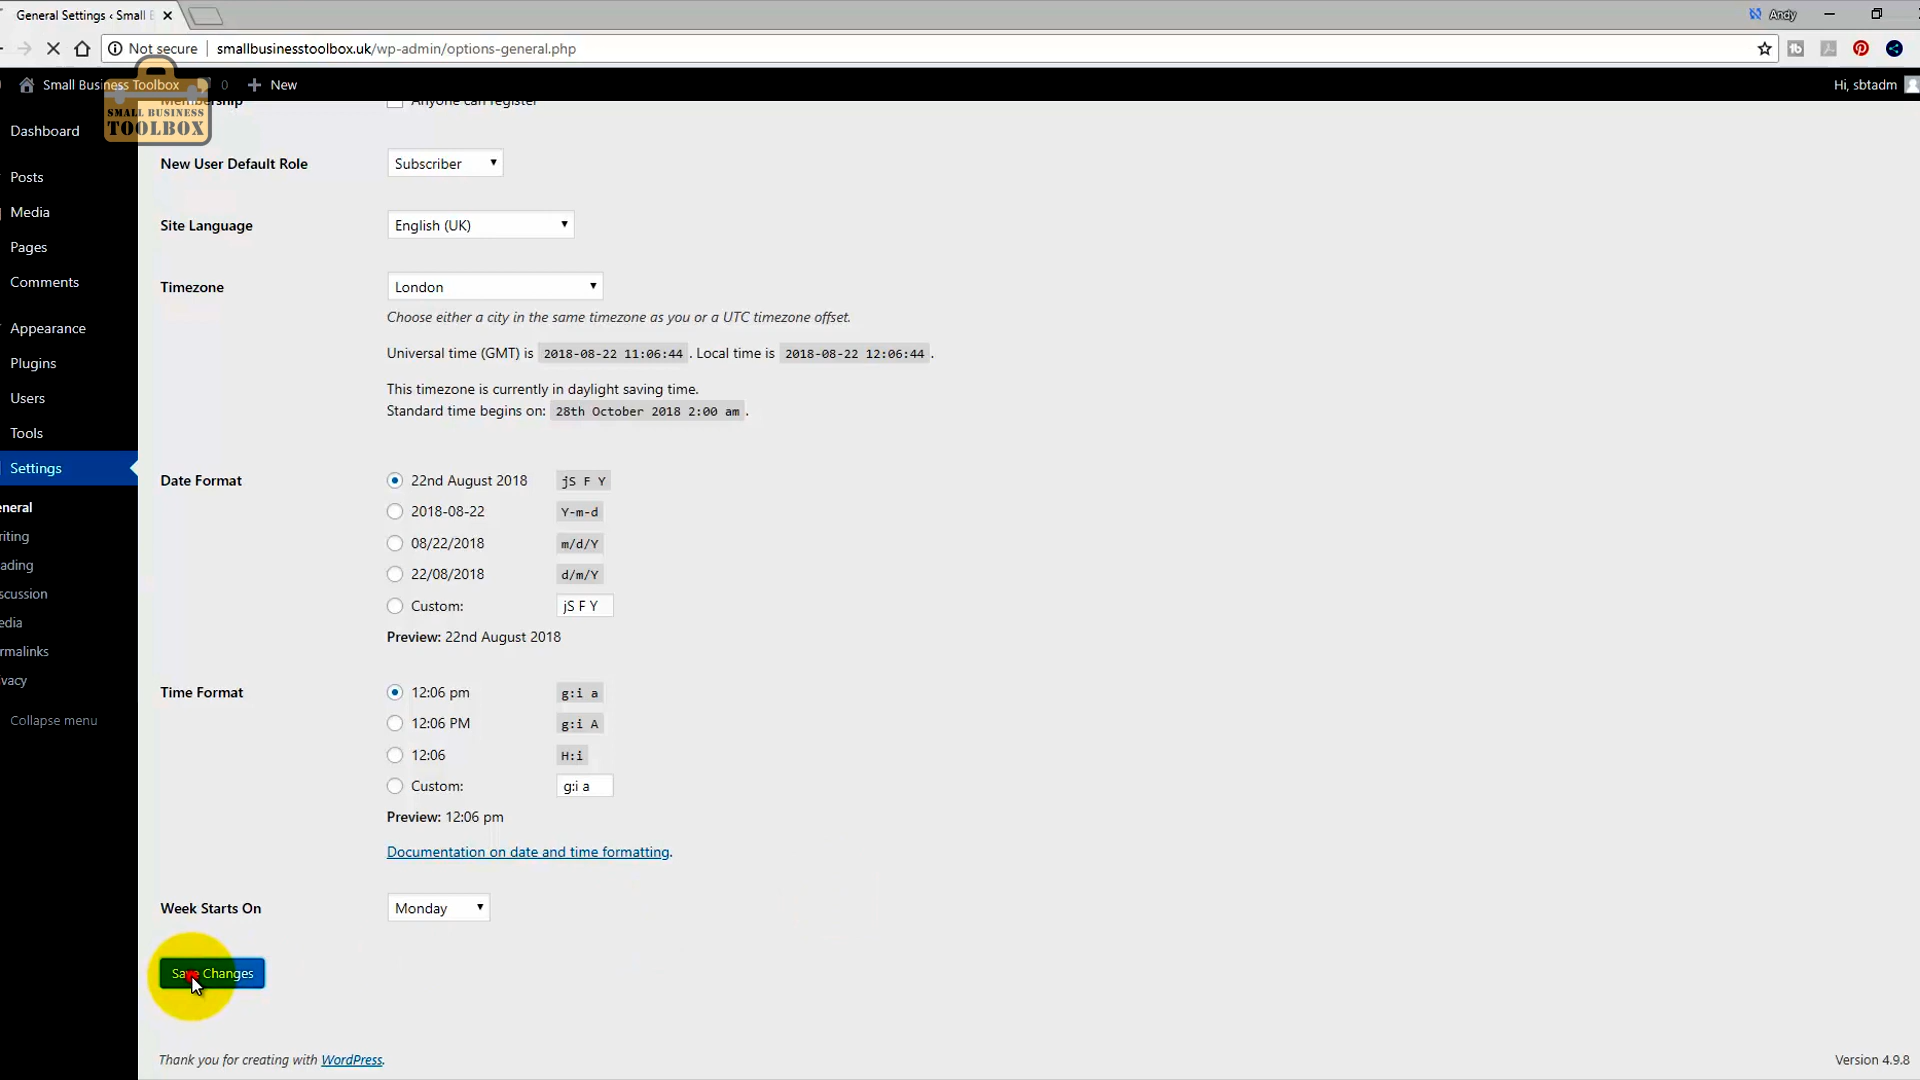 General Settings ‹ Small B
Andy
Not secure
smallbusinesstoolbox.uk/wp-admin/options-general.php
Small Business Toolbox
0
New
Hi, sbtadm
SMALL BUSINESS
TOOLBOX
Membership
Anyone can register
Dashboard
Posts
Media
Pages
Comments
Appearance
Plugins
Users
Tools
Settings
eneral
riting
ading
scussion
edia
rmalinks
ivacy
Collapse menu
New User Default Role
Subscriber
Site Language
English (UK)
Timezone
London
Choose either a city in the same timezone as you or a UTC timezone offset.
Universal time (GMT) is 2018-08-22 11:06:44 . Local time is 2018-08-22 12:06:44 .
This timezone is currently in daylight saving time.
Standard time begins on: 28th October 2018 2:00 am .
Date Format
22nd August 2018 jS F Y
2018-08-22 Y-m-d
08/22/2018 m/d/Y
22/08/2018 d/m/Y
Custom: jS F Y
Preview: 22nd August 2018
Time Format
12:06 pm g:i a
12:06 PM g:i A
12:06 H:i
Custom: g:i a
Preview: 12:06 pm
Documentation on date and time formatting.
Week Starts On
Monday
Save Changes
Thank you for creating with WordPress.
Version 4.9.8